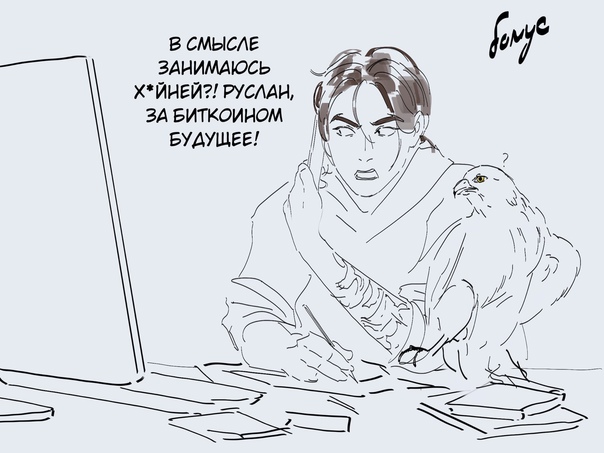 бонус
В СМЫСЛЕ
ЗАНИМАЮСЬ
Х*ЙНЕЙ?! РУСЛАН,
ЗА БИТКОИНОМ
БУДУЩЕЕ!
?